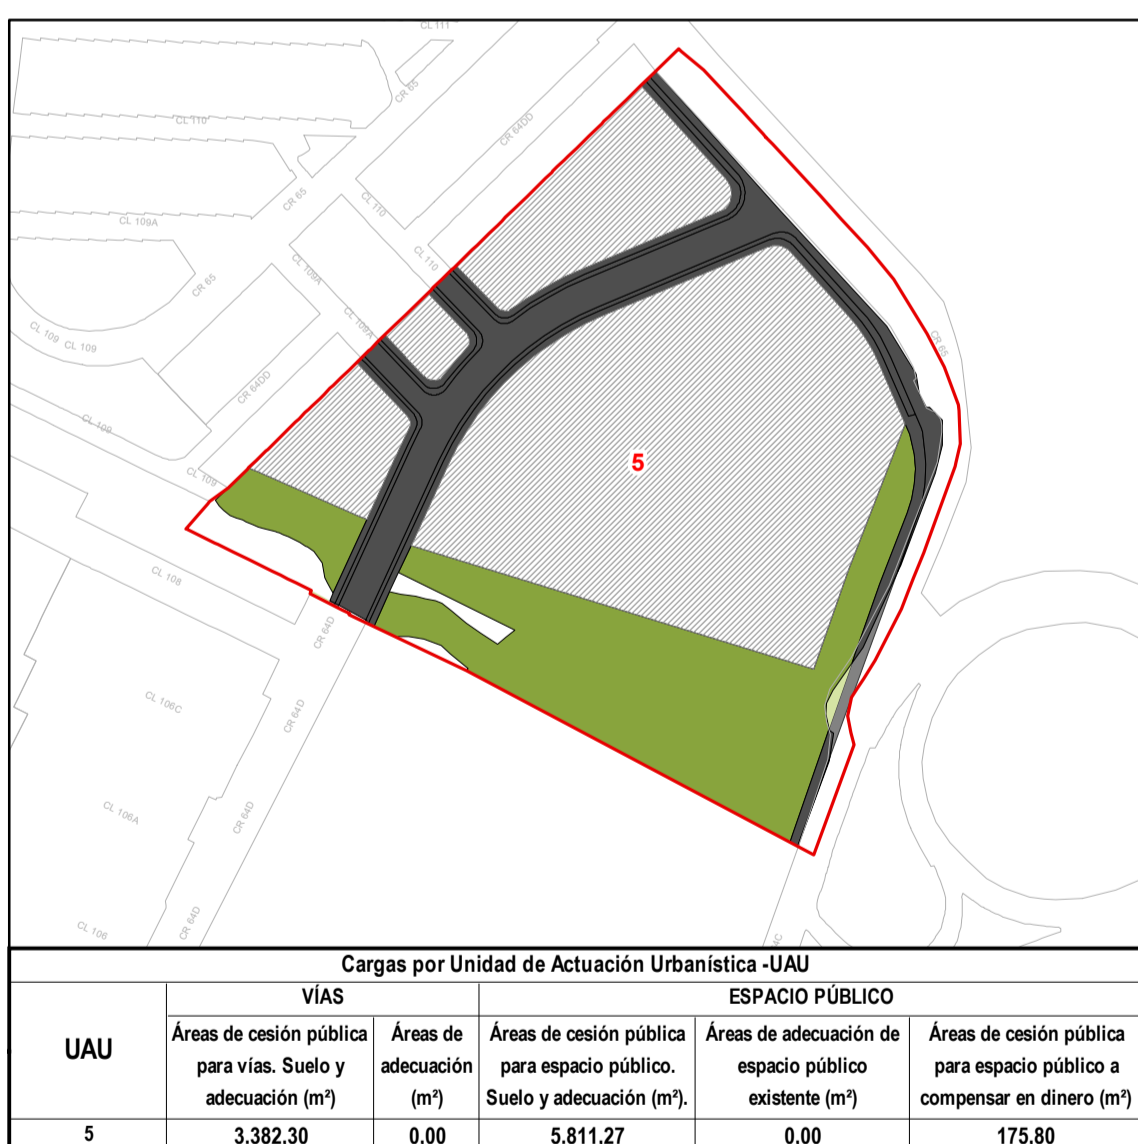 CL 111
CR 65
CL 110
CR 64DD
CR 65
CL 110
CL 109A
CL 110
CL 109A
CR 65
CL 109A
CL 109
CL 109
CR 65
CR 64DD
CL 109
CL 109
5
CL 108
CR 64D
CL 106C
CR 64D
CL 106A
CR 64D
CL 106
CR 64D
4C
Cargas por Unidad de Actuación Urbanística -UAU
UAU
VÍAS
ESPACIO PÚBLICO
Áreas de cesión pública para vías. Suelo y adecuación (m²)
Áreas de adecuación (m²)
Áreas de cesión pública para espacio público. Suelo y adecuación (m²).
Áreas de adecuación de espacio público existente (m²)
Áreas de cesión pública para espacio público a compensar en dinero (m²)
5 3.382,30 0,00 5.811,27 0,00 175,80